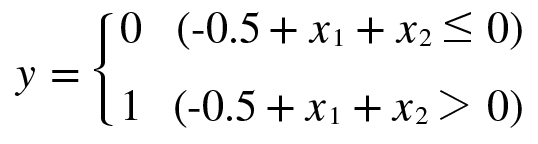 0 (-0.5 + x₁ + x₂ ≤ 0)
y = {
1 (-0.5 + x₁ + x₂ > 0)